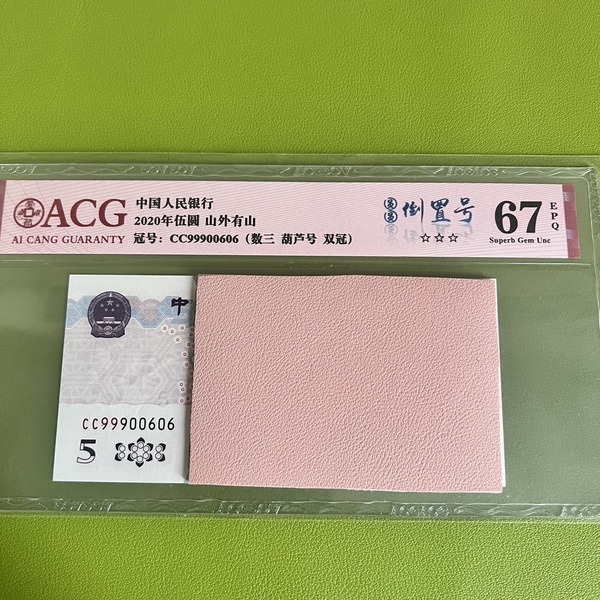 ACG
AI CANG GUARANTY
中国人民银行
2020年伍圆 山外有山
冠号：CC99900606（数三 葫芦号 双冠）
倒置号
☆☆☆
67
EPQ
Superb Gem Unc
中
CC99900606
5